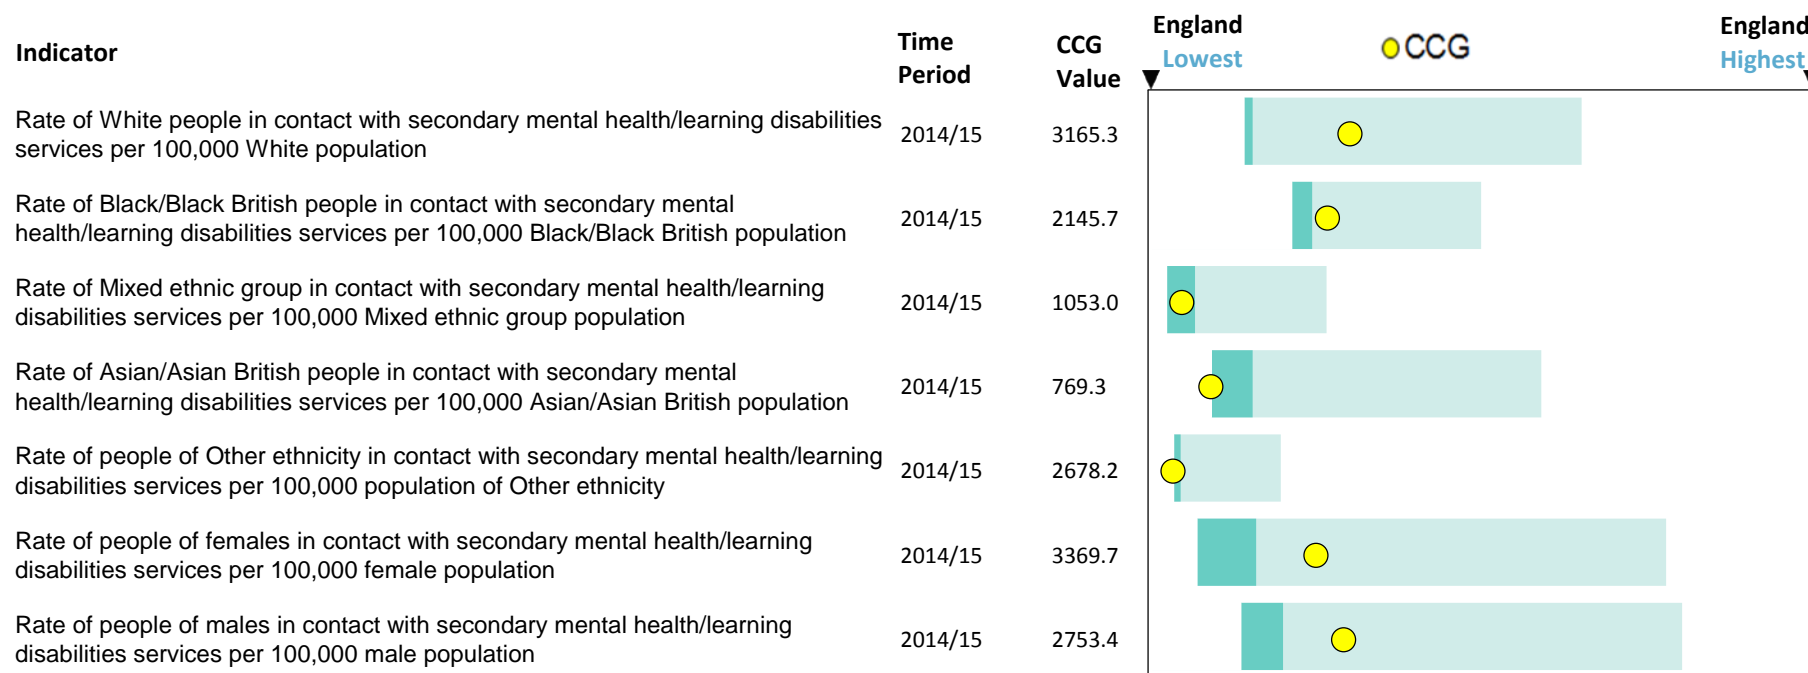 Indicator
Time
Period
CCG
Value
England
Lowest
CCG
England
Highest
Rate of White people in contact with secondary mental health/learning disabilities
services per 100,000 White population
2014/15
3165.3
Rate of Black/Black British people in contact with secondary mental
health/learning disabilities services per 100,000 Black/Black British population
2014/15
2145.7
Rate of Mixed ethnic group in contact with secondary mental health/learning
disabilities services per 100,000 Mixed ethnic group population
2014/15
1053.0
Rate of Asian/Asian British people in contact with secondary mental
health/learning disabilities services per 100,000 Asian/Asian British population
2014/15
769.3
Rate of people of Other ethnicity in contact with secondary mental health/learning
disabilities services per 100,000 population of Other ethnicity
2014/15
2678.2
Rate of people of females in contact with secondary mental health/learning
disabilities services per 100,000 female population
2014/15
3369.7
Rate of people of males in contact with secondary mental health/learning
disabilities services per 100,000 male population
2014/15
2753.4